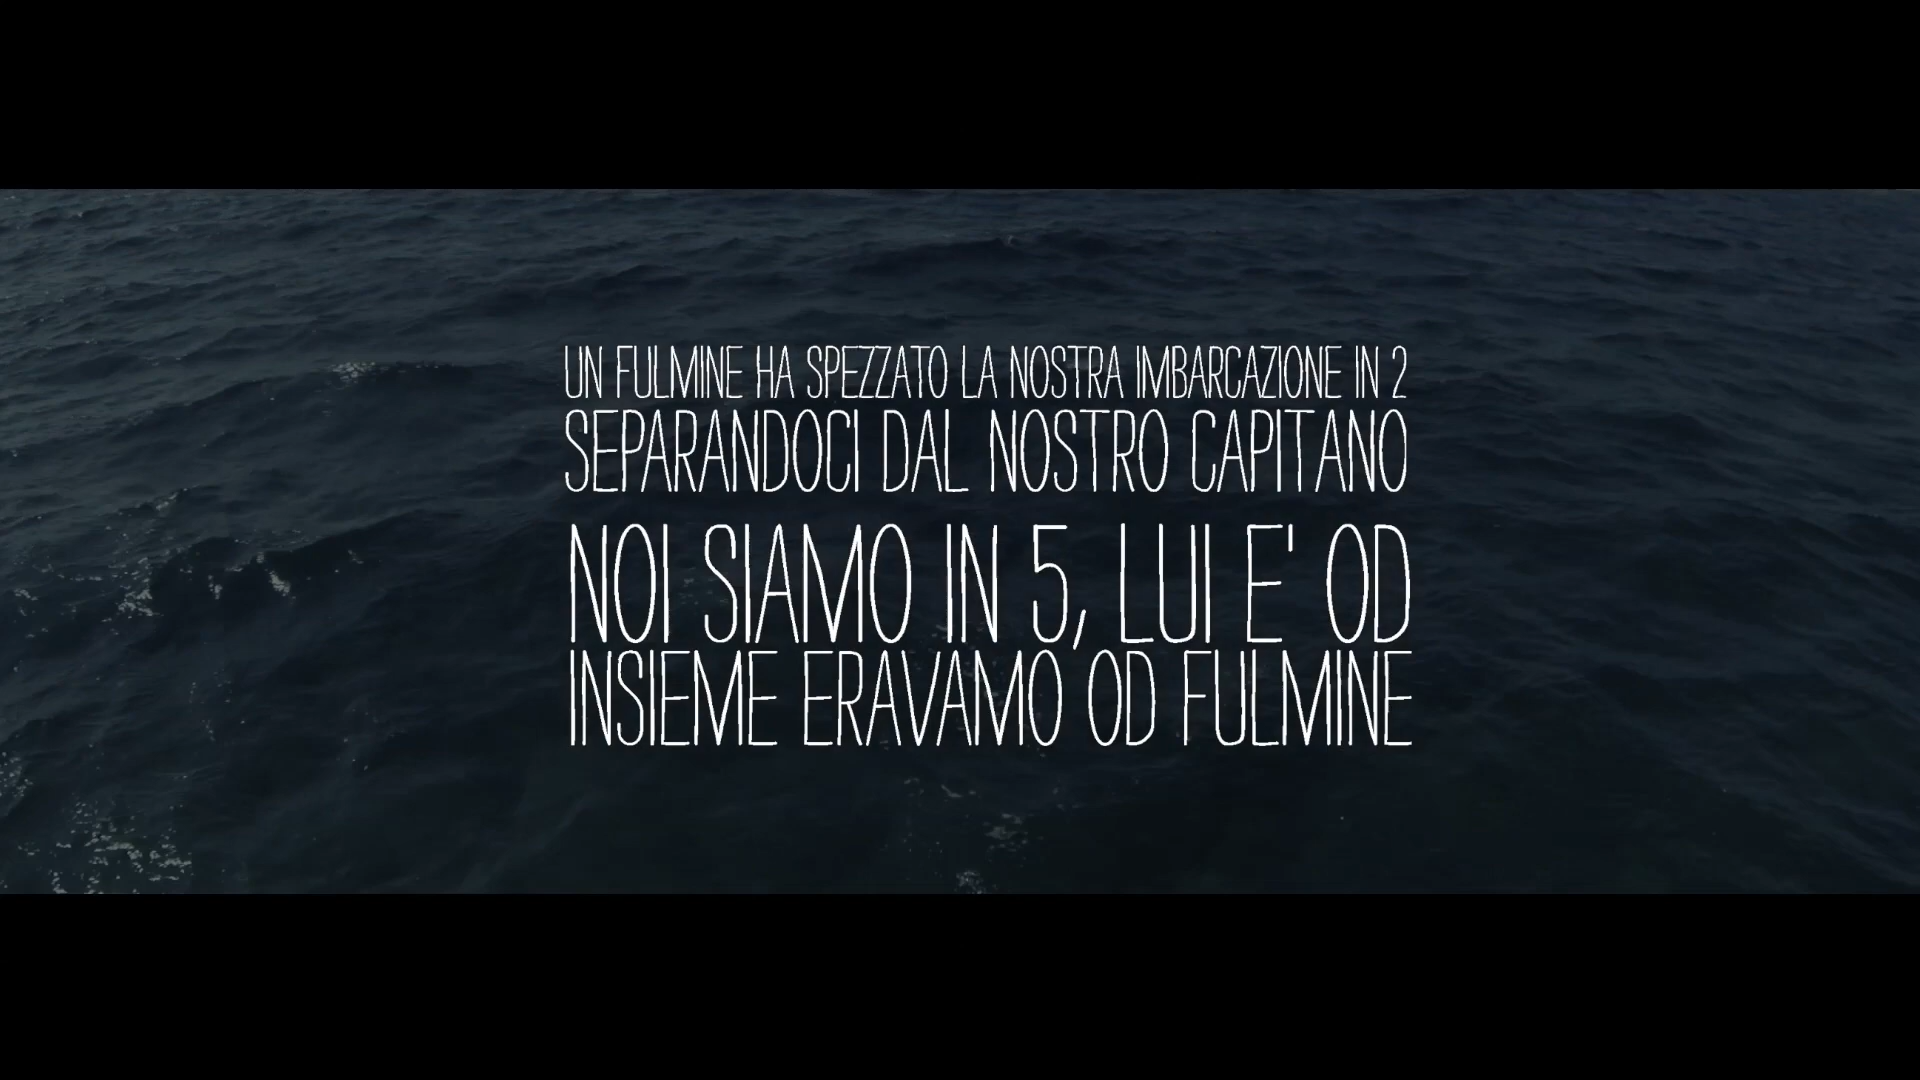 UN FULMINE HA SPEZZATO LA NOSTRA IMBARCAZIONE IN 2
SEPARANDOCI DAL NOSTRO CAPITANO
NOI SIAMO IN 5, LUI E' OD
INSIEME ERAVAMO OD FULMINE